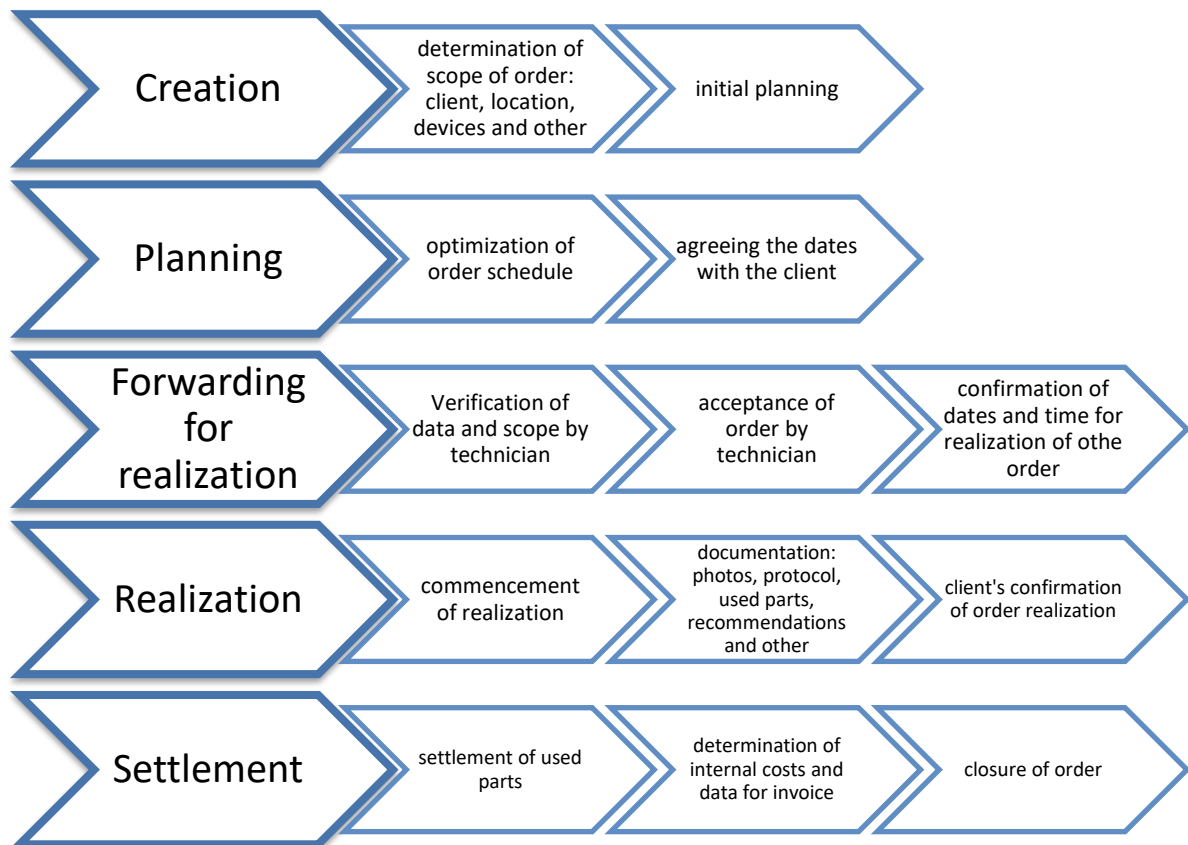 Creation
determination of
scope of order:
client, location,
devices and other
initial planning
Planning
optimization of
order schedule
agreeing the dates
with the client
Forwarding
for
realization
Verification of
data and scope by
technician
acceptance of
order by
technician
confirmation of
dates and time for
realization of othe
order
Realization
commencement
of realization
documentation:
photos, protocol,
used parts,
recommendations
and other
client's confirmation
of order realization
Settlement
settlement of used
parts
determination of
internal costs and
data for invoice
closure of order